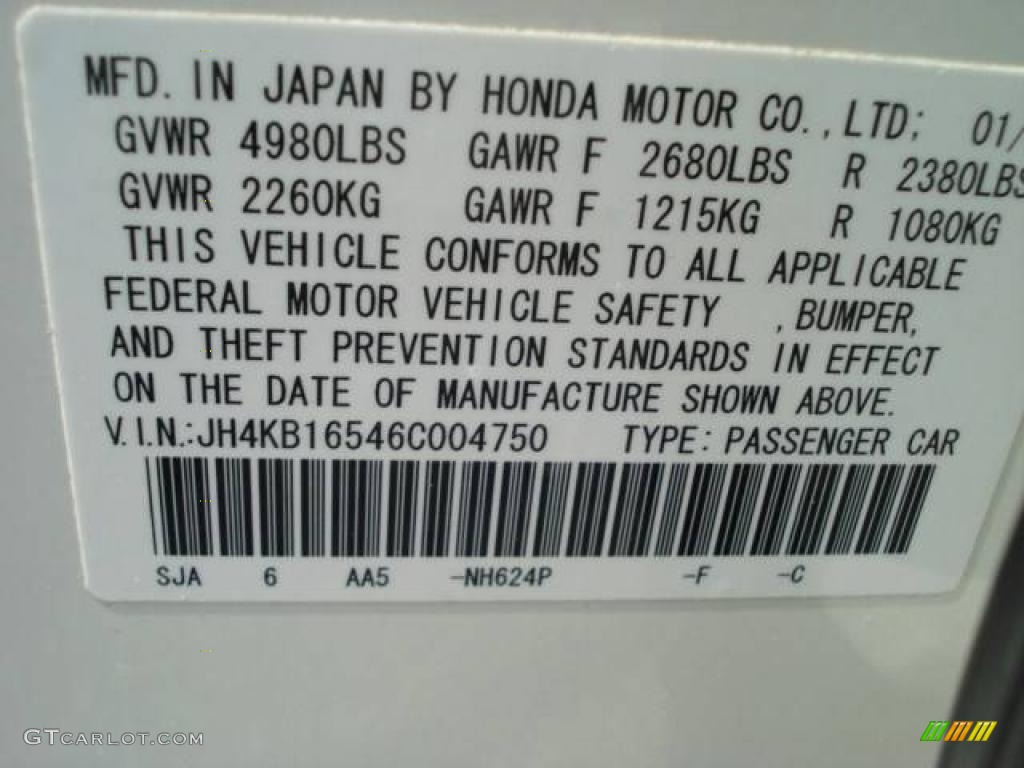 MFD. IN JAPAN BY HONDA MOTOR CO., LTD; 01/
GVWR 4980LBS GAWR F 2680LBS R 2380LBS
GVWR 2260KG GAWR F 1215KG R 1080KG
THIS VEHICLE CONFORMS TO ALL APPLICABLE
FEDERAL MOTOR VEHICLE SAFETY , BUMPER,
AND THEFT PREVENTION STANDARDS IN EFFECT
ON THE DATE OF MANUFACTURE SHOWN ABOVE.
V.I.N.:JH4KB16546C004750 TYPE: PASSENGER CAR
SJA 6 AA5 -NH624P -F -C
GTCARLOT.COM